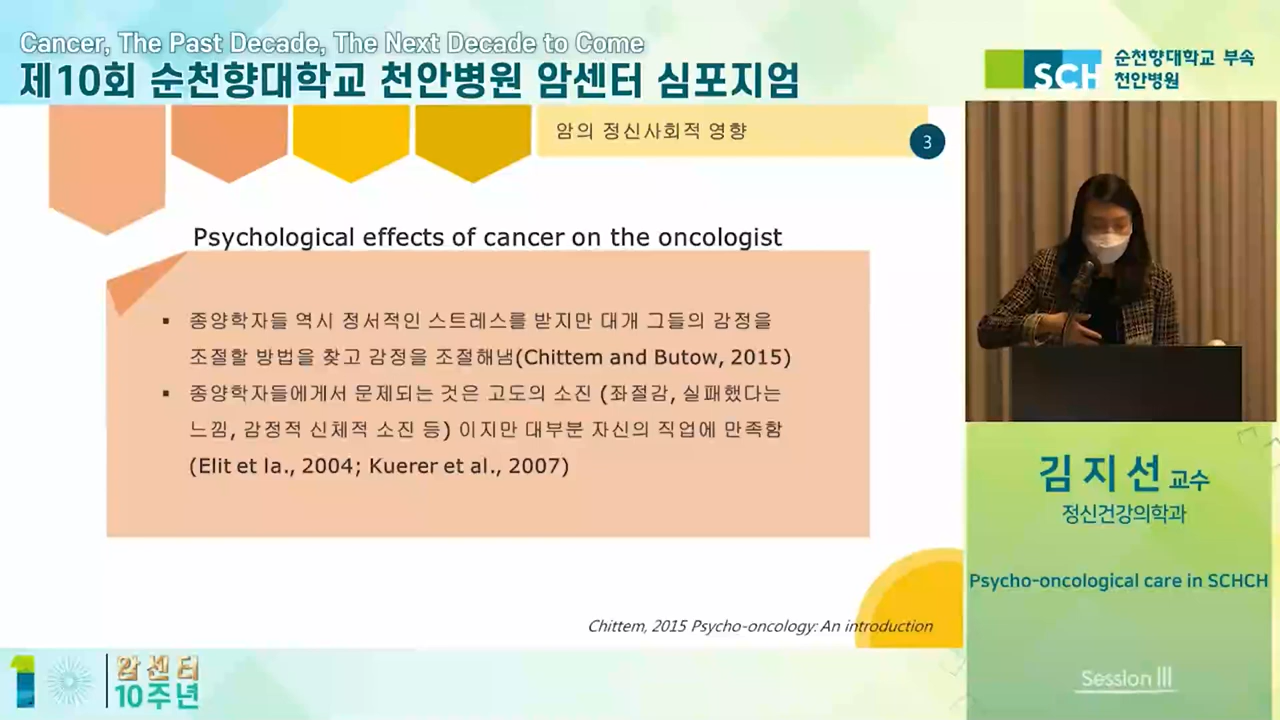 Cancer, The Past Decade, The Next Decade to Come
제10회 순천향대학교 천안병원 암센터 심포지엄
SCH
순천향대학교 부속
천안병원
암의 정신사회적 영향
3
Psychological effects of cancer on the oncologist
▪ 종양학자들 역시 정서적인 스트레스를 받지만 대개 그들의 감정을
조절할 방법을 찾고 감정을 조절해냄(Chittem and Butow, 2015)
▪ 종양학자들에게서 문제되는 것은 고도의 소진 (좌절감, 실패했다는
느낌, 감정적 신체적 소진 등) 이지만 대부분 자신의 직업에 만족함
(Elit et la., 2004; Kuerer et al., 2007)
Chittem, 2015 Psycho-oncology: An introduction
김지선 교수
정신건강의학과
Psycho-oncological care in SCHCH
Session III
1
암센터
10주년